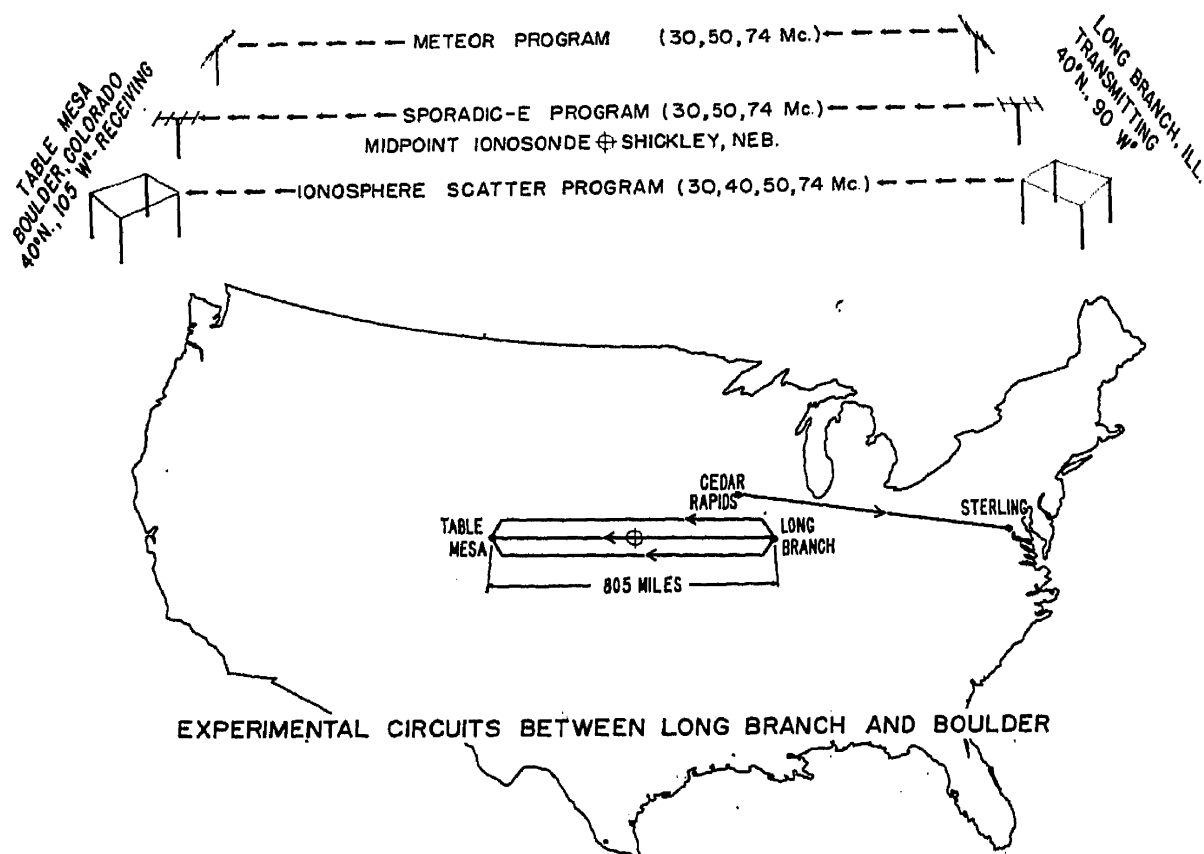 METEOR PROGRAM (30,50,74 Mc.)
SPORADIC-E PROGRAM (30,50,74 Mc.)
MIDPOINT IONOSONDE ⊕ SHICKLEY, NEB.
IONOSPHERE SCATTER PROGRAM (30,40,50,74 Mc.)
TABLE MESA
BOULDER, COLORADO
40°N., 105 W°-RECEIVING
LONG BRANCH, ILL.
TRANSMITTING
40°N., 90 W°
CEDAR
RAPIDS
STERLING
TABLE
MESA
LONG
BRANCH
805 MILES
EXPERIMENTAL CIRCUITS BETWEEN LONG BRANCH AND BOULDER